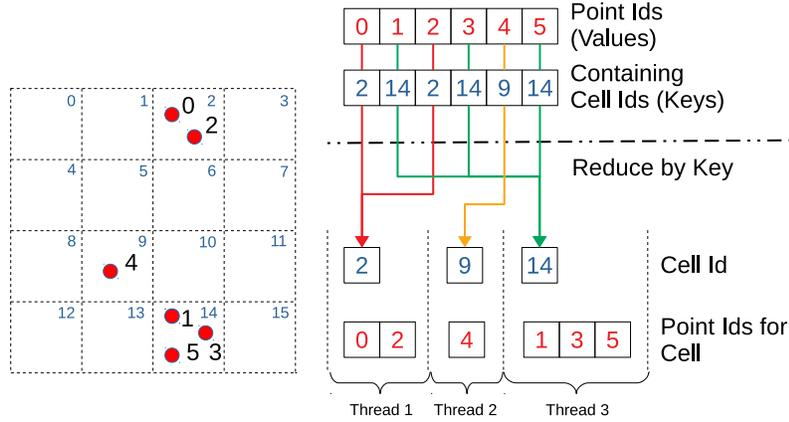 0 1 2 3 4 5
Point Ids
(Values)
2 14 2 14 9 14
Containing
Cell Ids (Keys)
0 1 2 3
0
2
4 5 6 7
8 9 10 11
4
12 13 14 15
1
5 3
Reduce by Key
2 9 14
Cell Id
0 2 4 1 3 5
Point Ids for
Cell
Thread 1 Thread 2 Thread 3